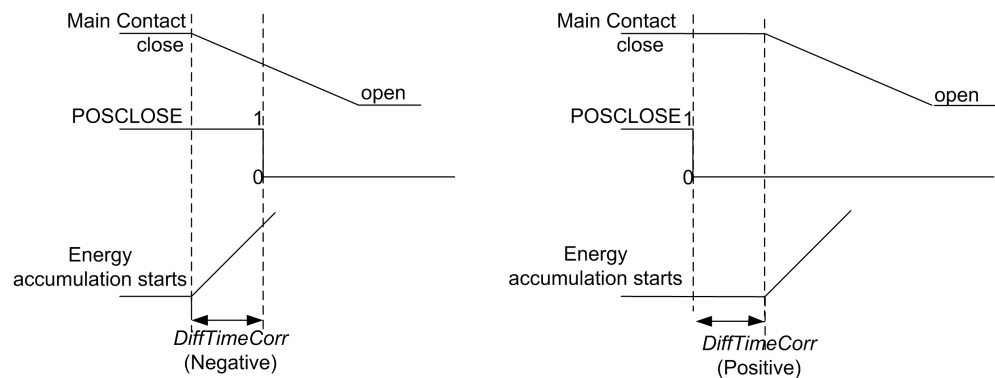 Main Contact
close
open
POSCLOSE 1
0
Energy
accumulation starts
DiffTimeCorr
(Negative)
Main Contact
close
open
POSCLOSE 1
0
Energy
accumulation starts
DiffTimeCorr
(Positive)